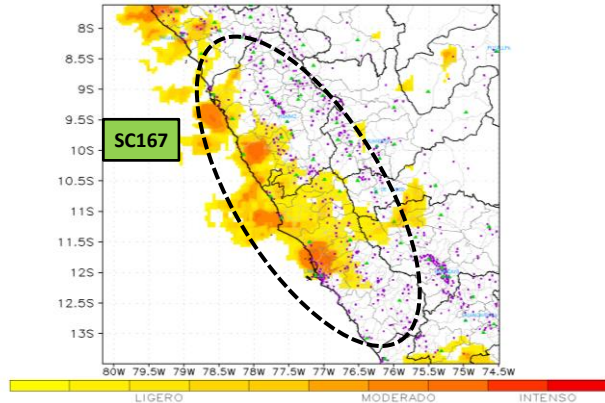 8S
8.5S
9S
9.5S
SC167
10S
10.5S
11S
11.5S
12S
12.5S
13S
80W 79.5W 79W 78.5W 78W 77.5W 77W 76.5W 76W 75.5W 75W 74.5W
LIGERO MODERADO INTENSO